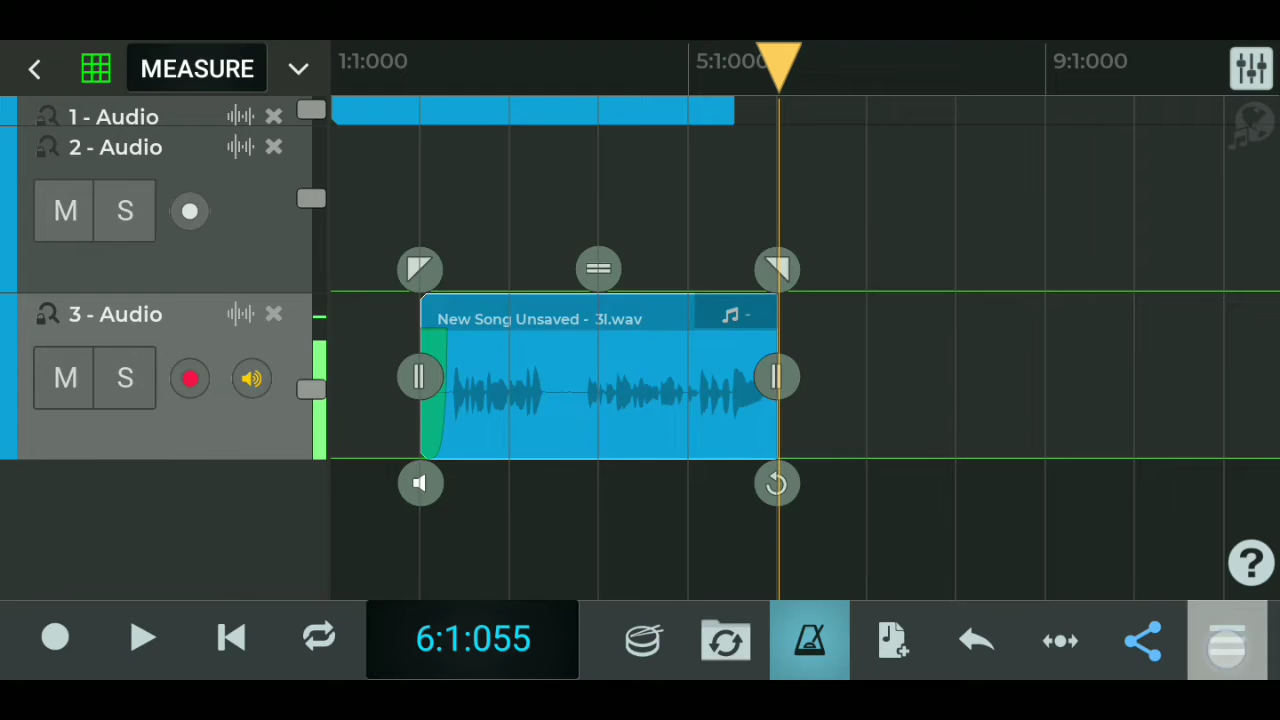 MEASURE
1:1:000
5:1:000
9:1:000
1 - Audio
2 - Audio
M S
3 - Audio
M S
New Song Unsaved - 3l.wav
-
?
6:1:055